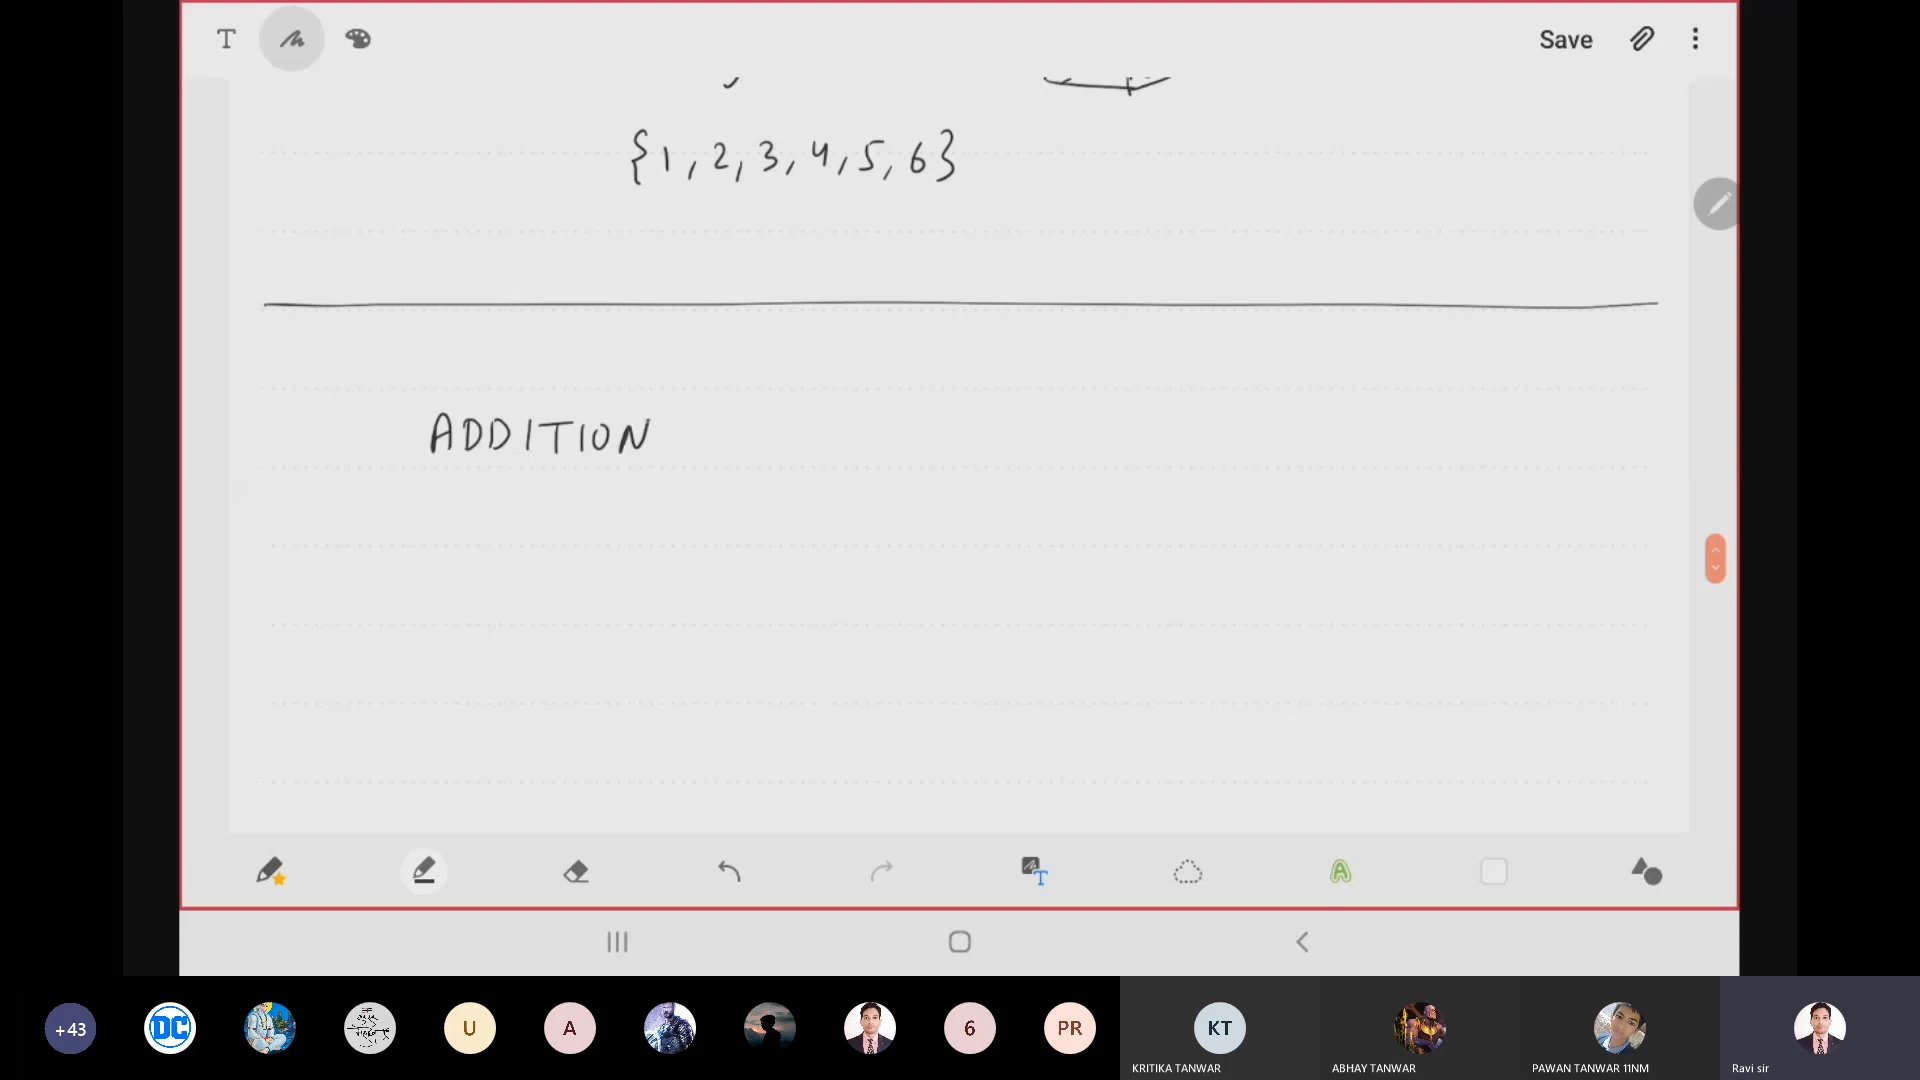 T
Save
{1, 2, 3, 4, 5, 6}
ADDITION
T
A
+43
DC
U
A
6
PR
KT
KRITIKA TANWAR
ABHAY TANWAR
PAWAN TANWAR 11NM
Ravi sir